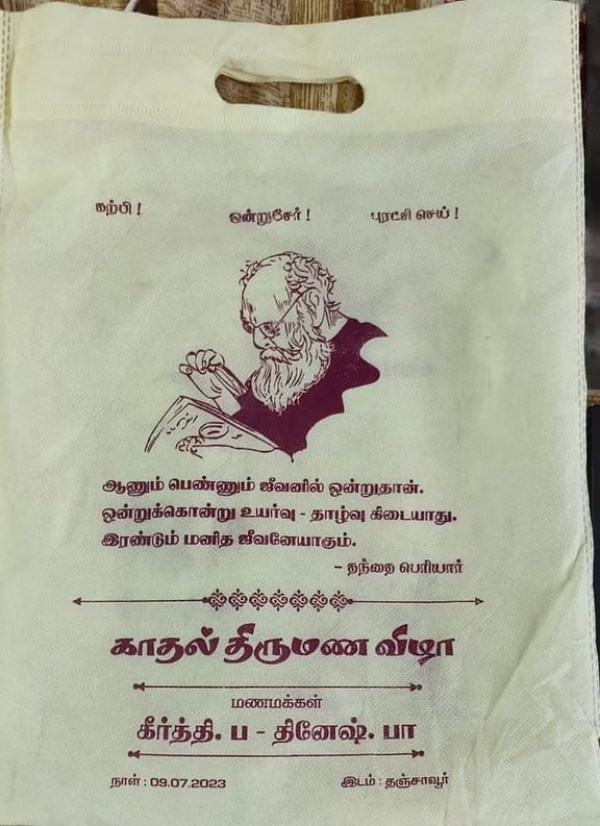 கற்பி ! ஒன்றுசேர் ! புரட்சி செய் !
ஆணும் பெண்ணும் ஜீவனில் ஒன்றுதான்.
ஒன்றுக்கொன்று உயர்வு - தாழ்வு கிடையாது.
இரண்டும் மனித ஜீவனேயாகும்.
- தந்தை பெரியார்
காதல் திருமண விழா
மணமக்கள்
கீர்த்தி. ப - தினேஷ். பா
நாள் : 09.07.2023 இடம் : தஞ்சாவூர்